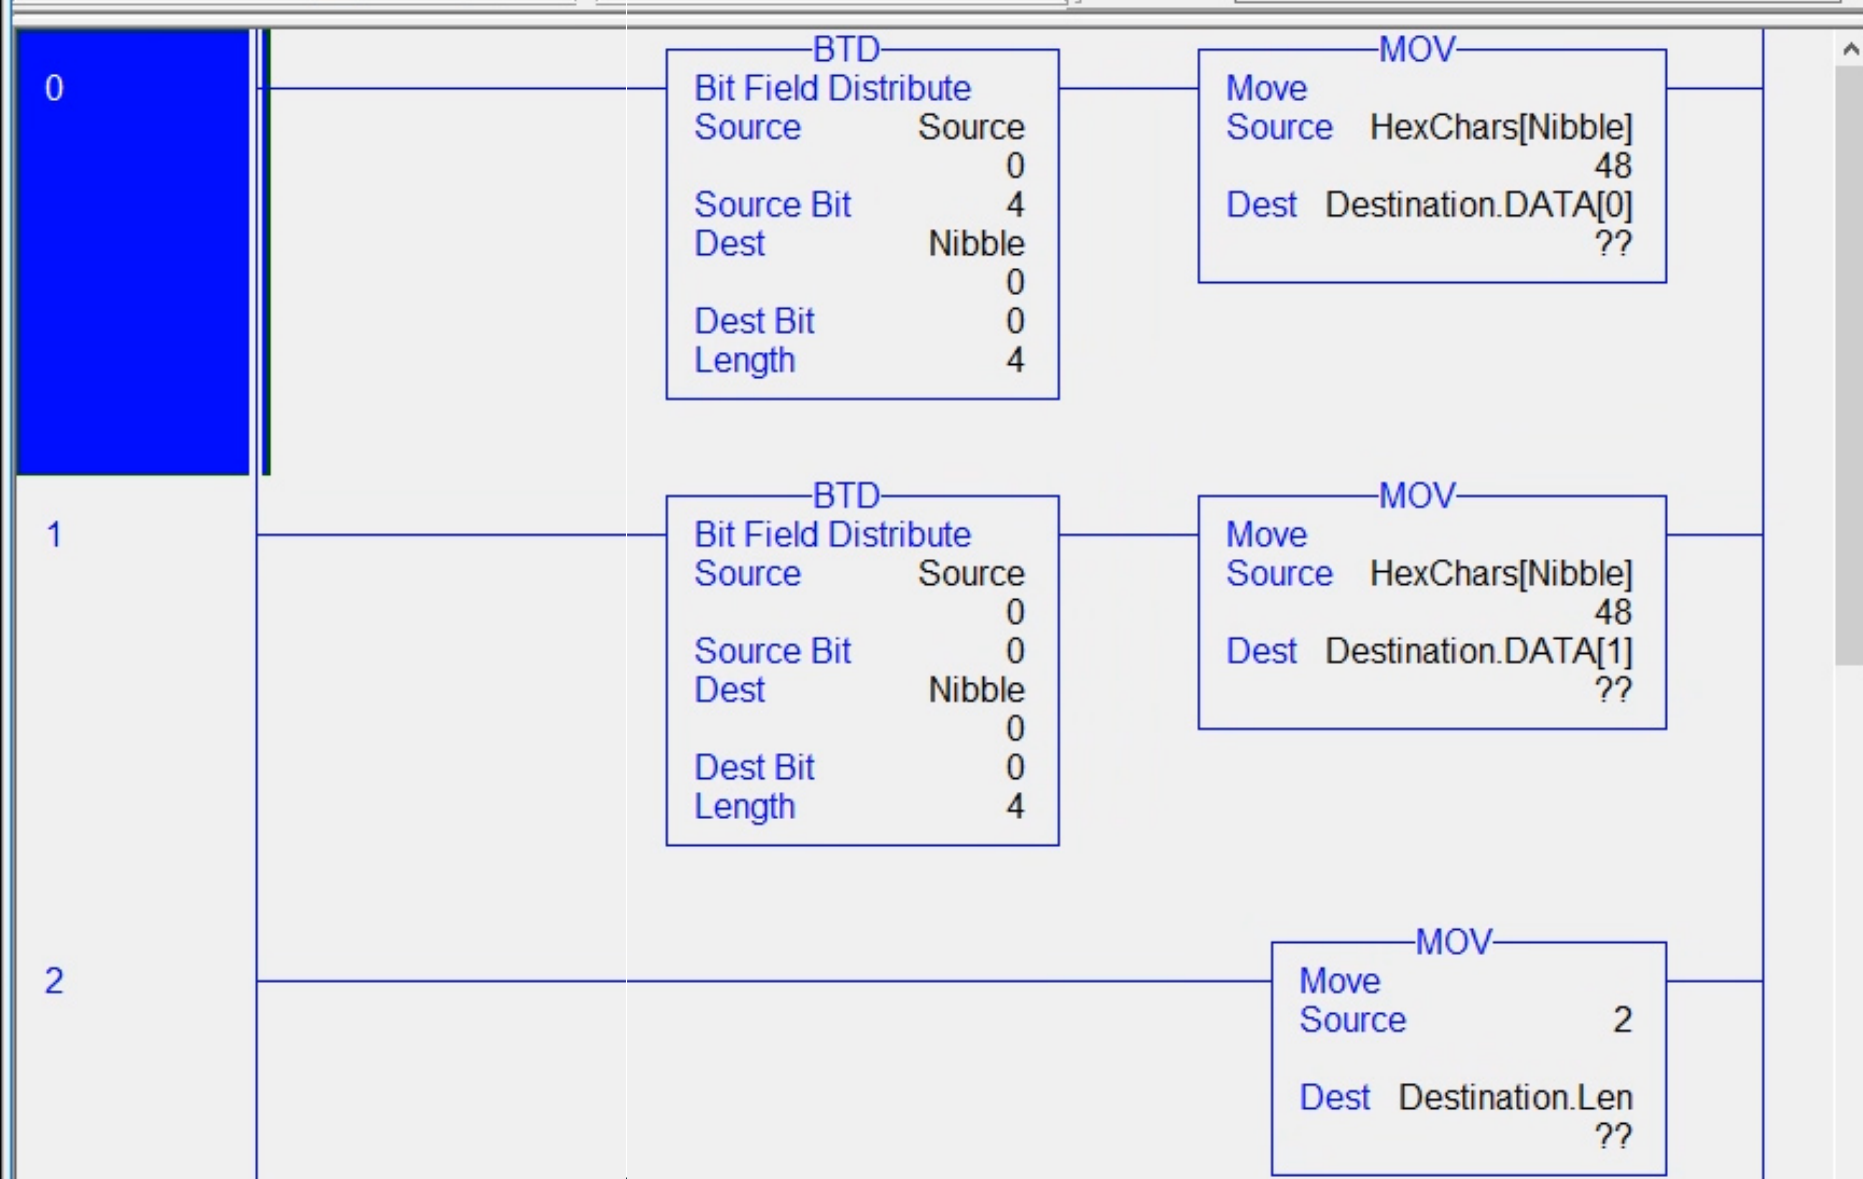 0
BTD
Bit Field Distribute
Source Source
0
Source Bit 4
Dest Nibble
0
Dest Bit 0
Length 4
MOV
Move
Source HexChars[Nibble]
48
Dest Destination.DATA[0]
??
1
BTD
Bit Field Distribute
Source Source
0
Source Bit 0
Dest Nibble
0
Dest Bit 0
Length 4
MOV
Move
Source HexChars[Nibble]
48
Dest Destination.DATA[1]
??
2
MOV
Move
Source 2
Dest Destination.Len
??